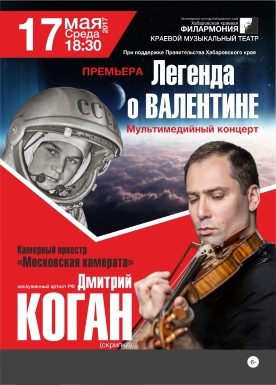 17 мая
Среда
18:30
2017
Хабаровская краевая
ФИЛАРМОНИЯ
КРАЕВОЙ МУЗЫКАЛЬНЫЙ ТЕАТР
При поддержке Правительства Хабаровского края
ПРЕМЬЕРА
Легенда
о ВАЛЕНТИНЕ
Мультимедийный концерт
СССР
Камерный оркестр
«Московская камерата»
заслуженный артист РФ Дмитрий
КОГАН
(скрипка)
6+